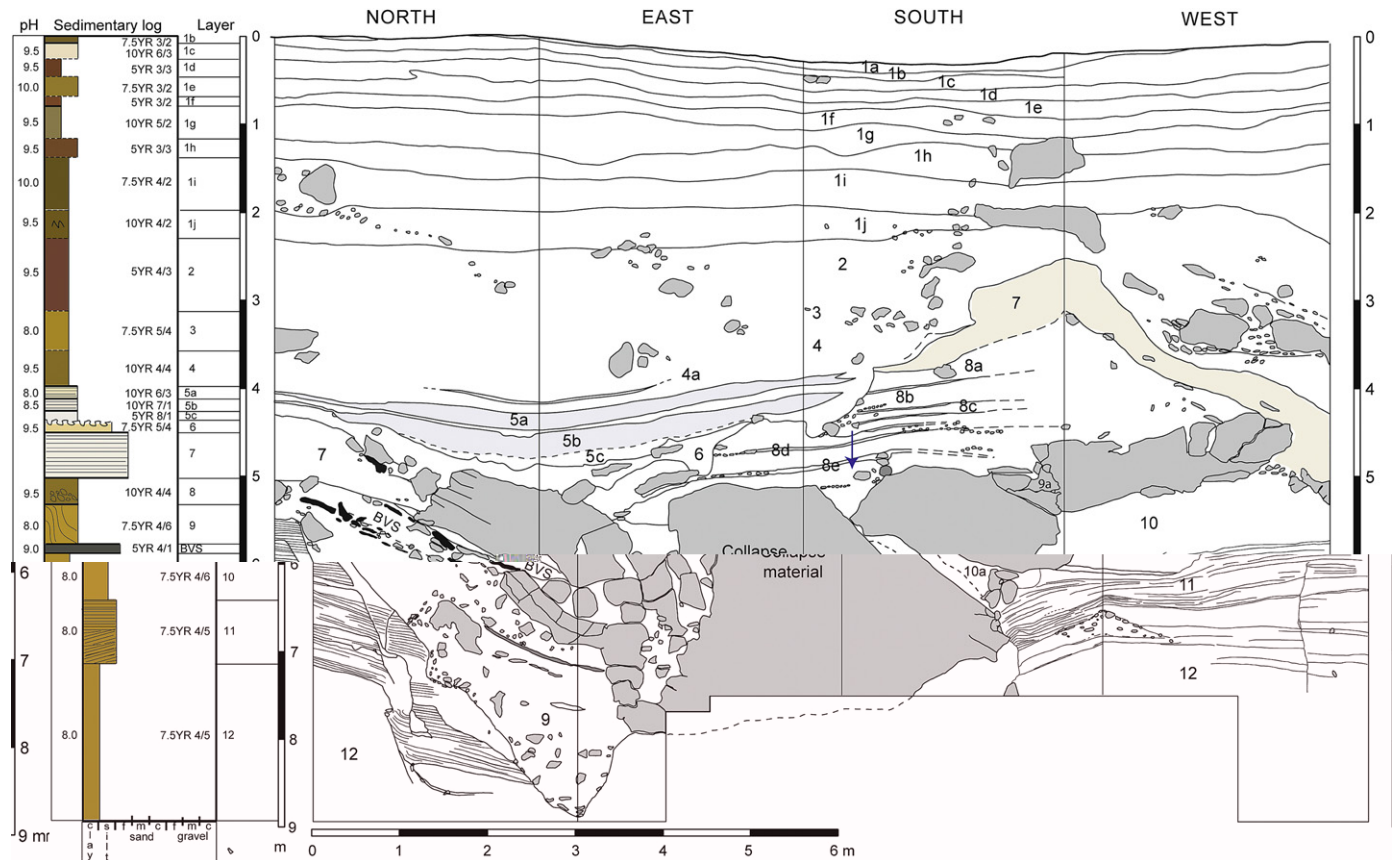 NORTH EAST SOUTH WEST
pH Sedimentary log Layer
7.5YR 3/2 1b
9.5 10YR 6/3 1c
9.5 5YR 3/3 1d
10.0 7.5YR 3/2 1e
5YR 3/2 1f
9.5 10YR 5/2 1g
9.5 5YR 3/3 1h
10.0 7.5YR 4/2 1i
9.5 10YR 4/2 1j
9.5 5YR 4/3 2
8.0 7.5YR 5/4 3
9.5 10YR 4/4 4
8.0 10YR 6/3 5a
8.5 10YR 7/1 5b
5YR 8/1 5c
9.5 7.5YR 5/4 6
7
9.5 10YR 4/4 8
8.0 7.5YR 4/6 9
9.0 5YR 4/1 BVS
8.0 7.5YR 4/6 10
8.0 7.5YR 4/5 11
8.0 7.5YR 4/5 12
clay silt f m c f m c
sand gravel
0
1
2
3
4
5
6
7
8
9
m
6
7
8
9 m
0
1
2
3
4
5
1a
1b
1c
1d
1e
1f
1g
1h
1i
1j
2
3
7
4
4a
8a
8b
8c
5a
5b
5c
6
8d
8e
7
9a
10
BVS
BVS
Collapse
material
10a
11
9
12
12
0 1 2 3 4 5 6 m